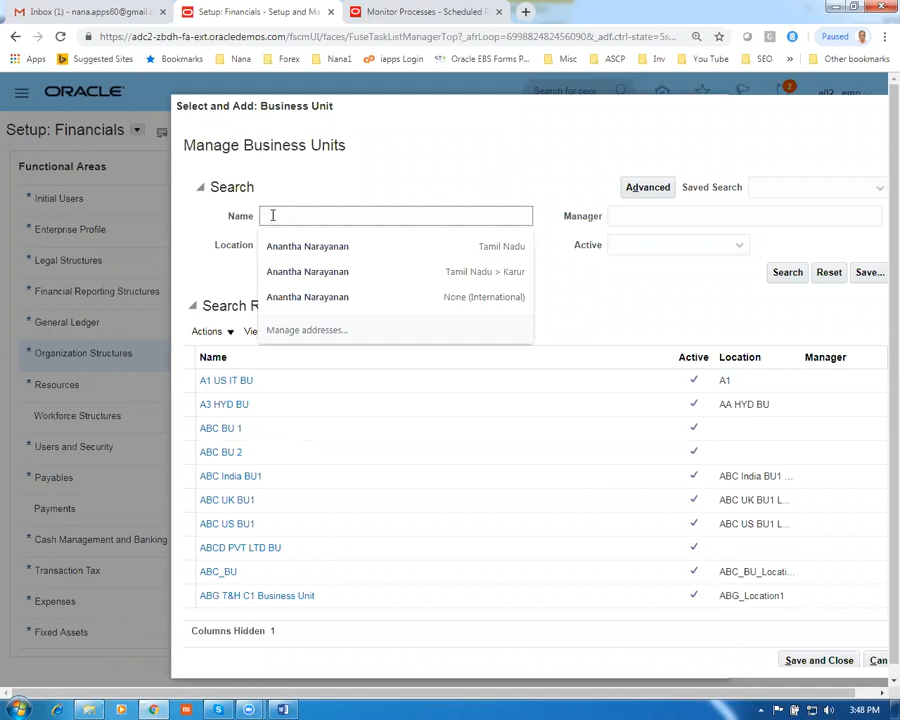 Inbox (1) - nana.apps60@gmail.c
Setup: Financials - Setup and Ma
Monitor Processes - Scheduled P
https://adc2-zbdh-fa-ext.oracledemos.com/fscmUI/faces/FuseTaskListManagerTop?_afrLoop=69988248245609&_adf.ctrl-state=5s...
Paused
Apps
Suggested Sites
Bookmarks
Nana
Forex
Nana1
iapps Login
Oracle EBS Forms P...
Misc
ASCP
Inv
You Tube
SEO
»
Other bookmarks
ORACLE
Search for peo
2
a02_emp
Setup: Financials
Functional Areas
* Initial Users
* Enterprise Profile
* Legal Structures
* Financial Reporting Structures
* General Ledger
* Organization Structures
* Resources
Workforce Structures
* Users and Security
* Payables
Payments
* Cash Management and Banking
* Transaction Tax
* Expenses
* Fixed Assets
Select and Add: Business Unit
Manage Business Units
Search
Advanced
Saved Search
Name
Manager
Location
Active
Anantha Narayanan Tamil Nadu
Anantha Narayanan Tamil Nadu > Karur
Anantha Narayanan None (International)
Manage addresses...
Search
Reset
Save...
Search R
Actions
Vie
Name Active Location Manager
A1 US IT BU A1
A3 HYD BU AA HYD BU
ABC BU 1
ABC BU 2
ABC India BU1 ABC India BU1 ...
ABC UK BU1 ABC UK BU1 L...
ABC US BU1 ABC US BU1 L...
ABCD PVT LTD BU
ABC_BU ABC_BU_Locati...
ABG T&H C1 Business Unit ABG_Location1
Columns Hidden 1
Save and Close
Can
3:48 PM